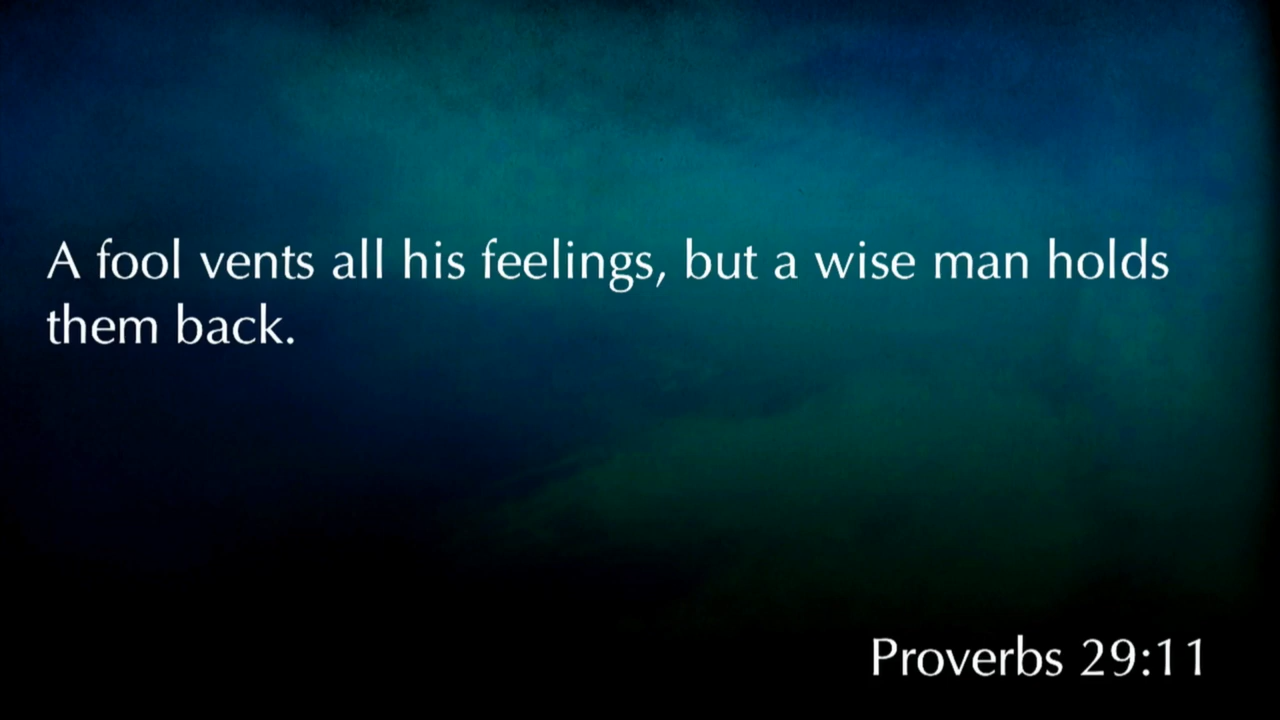 A fool vents all his feelings, but a wise man holds
them back.
Proverbs 29:11